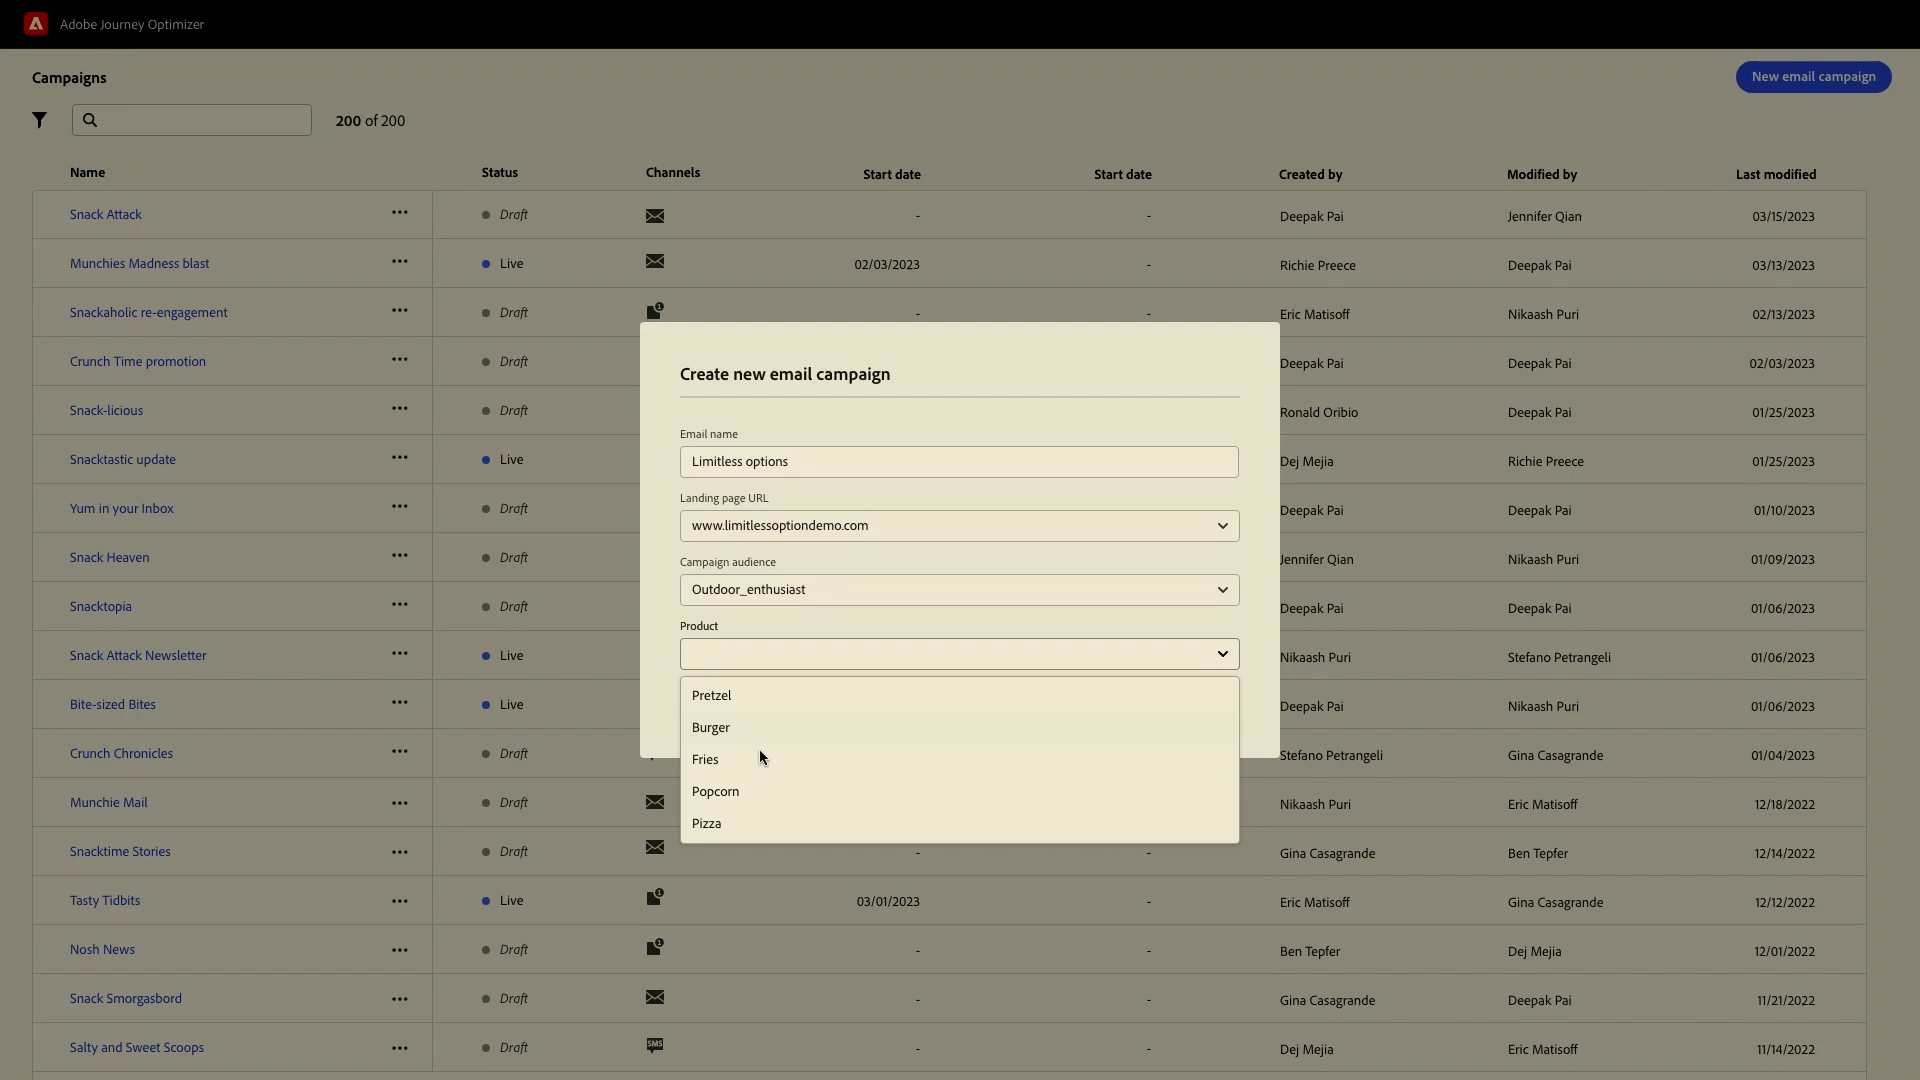 Adobe Journey Optimizer
Campaigns
New email campaign
200 of 200
Name Status Channels Start date Start date Created by Modified by Last modified
Snack Attack ••• Draft - - Deepak Pai Jennifer Qian 03/15/2023
Munchies Madness blast ••• Live 02/03/2023 - Richie Preece Deepak Pai 03/13/2023
Snackaholic re-engagement ••• Draft 1 - - Eric Matisoff Nikaash Puri 02/13/2023
Crunch Time promotion ••• Draft Deepak Pai Deepak Pai 02/03/2023
Snack-licious ••• Draft Ronald Oribio Deepak Pai 01/25/2023
Snacktastic update ••• Live Dej Mejia Richie Preece 01/25/2023
Yum in your Inbox ••• Draft Deepak Pai Deepak Pai 01/10/2023
Snack Heaven ••• Draft Jennifer Qian Nikaash Puri 01/09/2023
Snacktopia ••• Draft Deepak Pai Deepak Pai 01/06/2023
Snack Attack Newsletter ••• Live Nikaash Puri Stefano Petrangeli 01/06/2023
Bite-sized Bites ••• Live Deepak Pai Nikaash Puri 01/06/2023
Crunch Chronicles ••• Draft Stefano Petrangeli Gina Casagrande 01/04/2023
Munchie Mail ••• Draft Nikaash Puri Eric Matisoff 12/18/2022
Snacktime Stories ••• Draft - - Gina Casagrande Ben Tepfer 12/14/2022
Tasty Tidbits ••• Live 1 03/01/2023 - Eric Matisoff Gina Casagrande 12/12/2022
Nosh News ••• Draft 1 - - Ben Tepfer Dej Mejia 12/01/2022
Snack Smorgasbord ••• Draft - - Gina Casagrande Deepak Pai 11/21/2022
Salty and Sweet Scoops ••• Draft SMS - - Dej Mejia Eric Matisoff 11/14/2022
Create new email campaign
Email name
Limitless options
Landing page URL
www.limitlessoptiondemo.com
Campaign audience
Outdoor_enthusiast
Product
Pretzel
Burger
Fries
Popcorn
Pizza